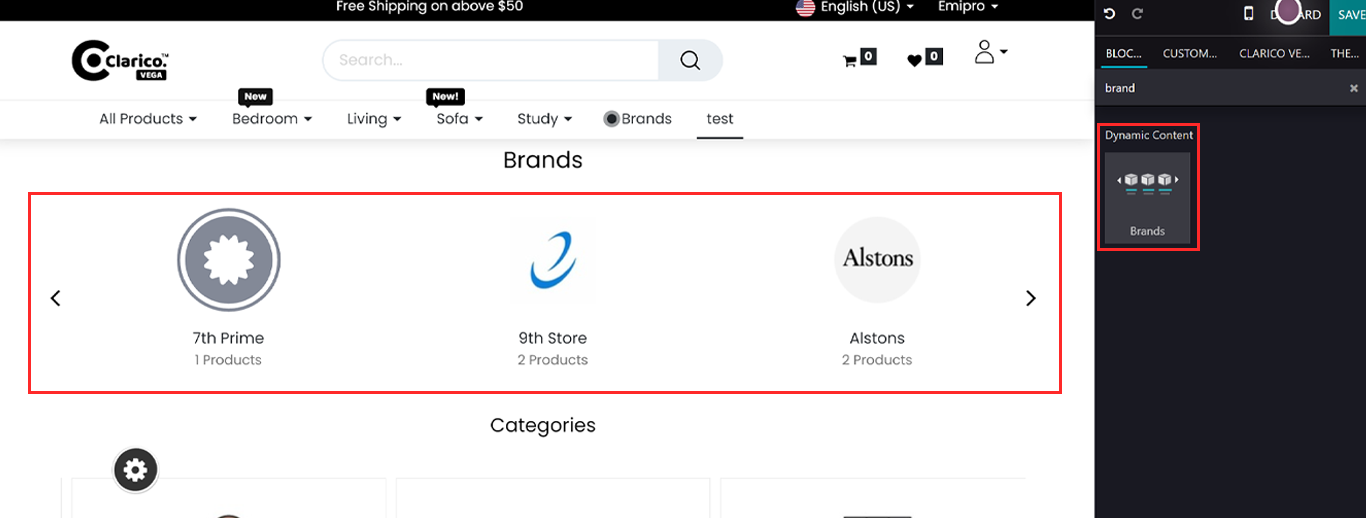 Free Shipping on above $50
English (US)
Emipro
SAVE
Clarico.™
VEGA
Search...
0
0
BLOC...
CUSTOM...
CLARICO VE...
THE...
brand
New
New!
All Products
Bedroom
Living
Sofa
Study
Brands
test
Dynamic Content
Brands
Brands
Alstons
7th Prime
9th Store
Alstons
1 Products
2 Products
2 Products
Categories